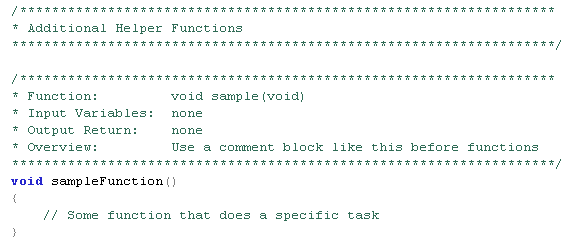 /*******************************************************************
* Additional Helper Functions
********************************************************************/
/*******************************************************************
* Function:         void sample(void)
* Input Variables:  none
* Output Return:    none
* Overview:         Use a comment block like this before functions
********************************************************************/
void sampleFunction()
{
    // Some function that does a specific task
}